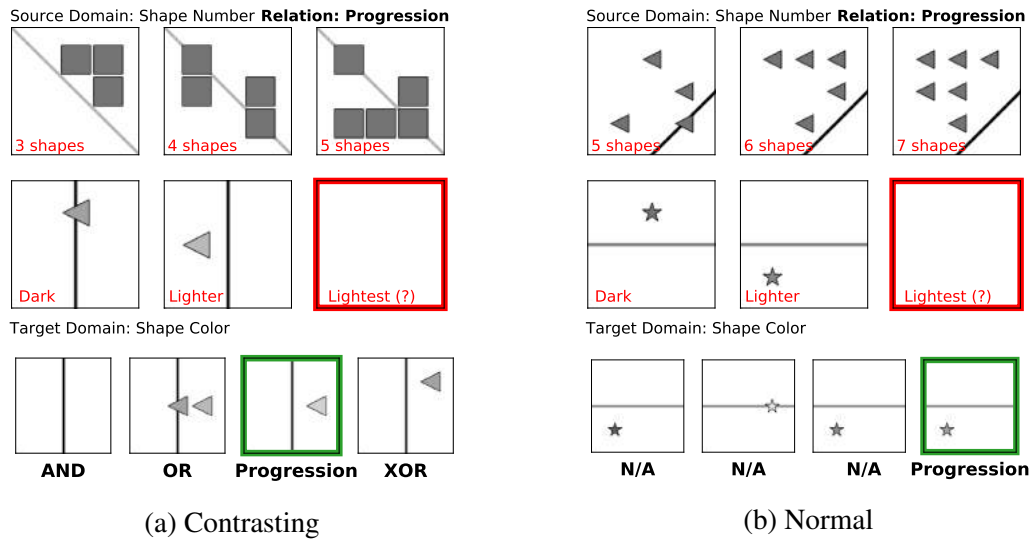 Source Domain: Shape Number Relation: Progression
3 shapes
4 shapes
5 shapes
Dark
Lighter
Lightest (?)
Target Domain: Shape Color
AND
OR
Progression
XOR
(a) Contrasting
Source Domain: Shape Number Relation: Progression
5 shapes
6 shapes
7 shapes
Dark
Lighter
Lightest (?)
Target Domain: Shape Color
N/A
N/A
N/A
Progression
(b) Normal